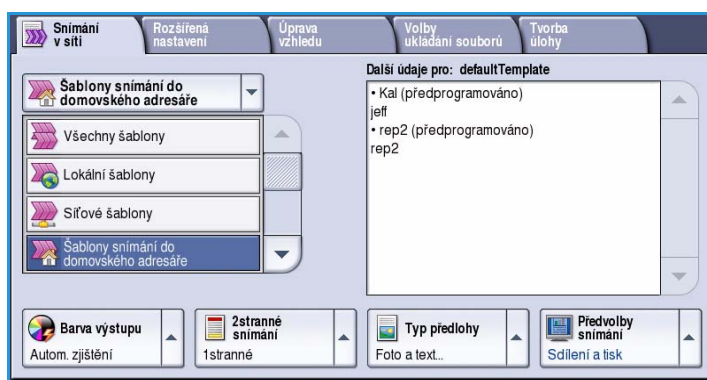 Snímání
v síti
Rozšířená
nastavení
Úprava
vzhledu
Volby
ukládání souborů
Tvorba
úlohy
Šablony snímání do
domovského adresáře
Všechny šablony
Lokální šablony
Síťové šablony
Šablony snímání do
domovského adresáře
Další údaje pro: defaultTemplate
• Kal (předprogramováno)
jeff
• rep2 (předprogramováno)
rep2
Barva výstupu
Autom. zjištění
2stranné
snímání
1stranné
Typ předlohy
Foto a text...
Předvolby
snímání
Sdílení a tisk